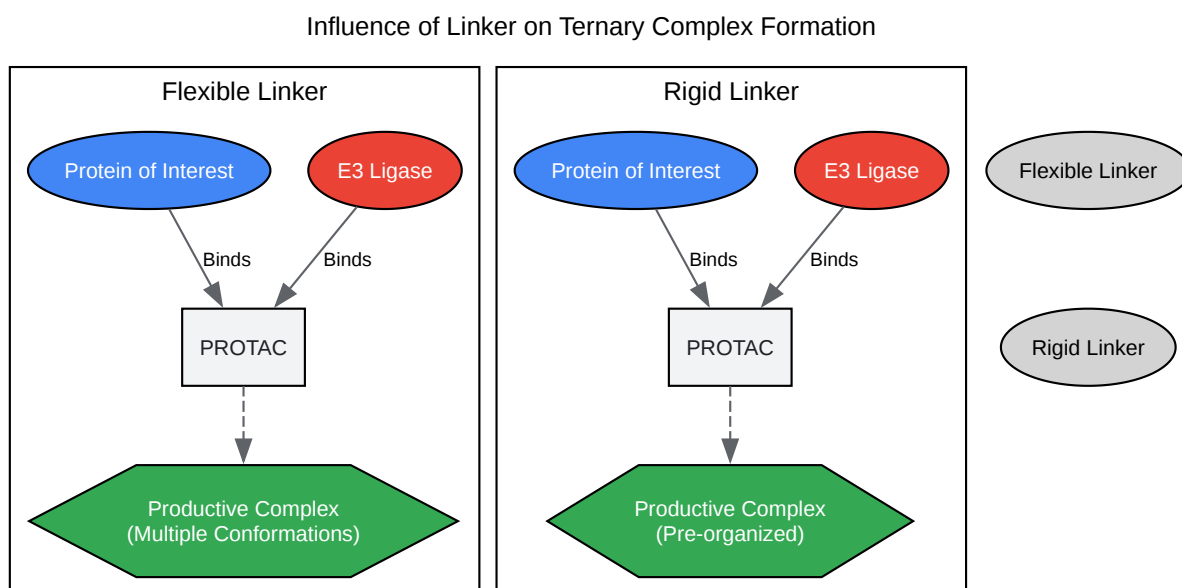 Influence of Linker on Ternary Complex Formation
Flexible Linker
Protein of Interest
E3 Ligase
Binds
Binds
PROTAC
Productive Complex
(Multiple Conformations)
Rigid Linker
Protein of Interest
E3 Ligase
Binds
Binds
PROTAC
Productive Complex
(Pre-organized)
Flexible Linker
Rigid Linker